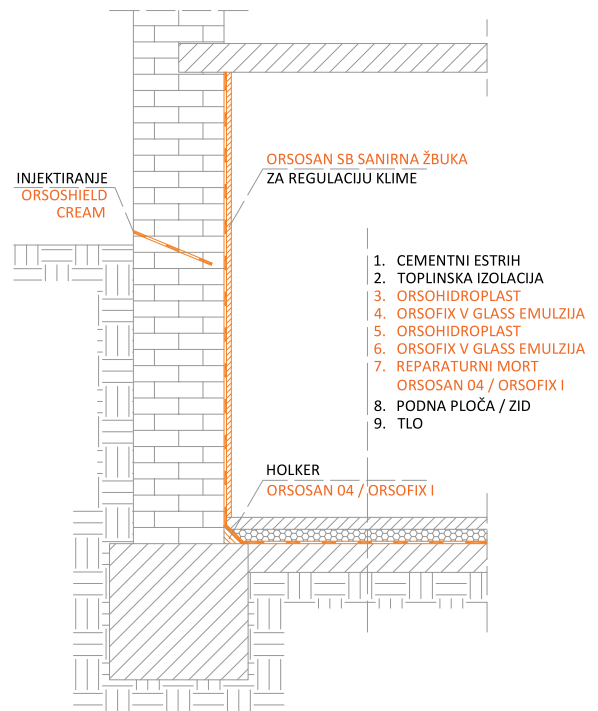 ORSOSAN SB SANIRNA ŽBUKA
ZA REGULACIJU KLIME
INJEKTIRANJE
ORSOSHIELD
CREAM
1. CEMENTNI ESTRIH
2. TOPLINSKA IZOLACIJA
3. ORSOHIDROPLAST
4. ORSOFIX V GLASS EMULZIJA
5. ORSOHIDROPLAST
6. ORSOFIX V GLASS EMULZIJA
7. REPARATURNI MORT
ORSOSAN 04 / ORSOFIX I
8. PODNA PLOČA / ZID
9. TLO
HOLKER
ORSOSAN 04 / ORSOFIX I